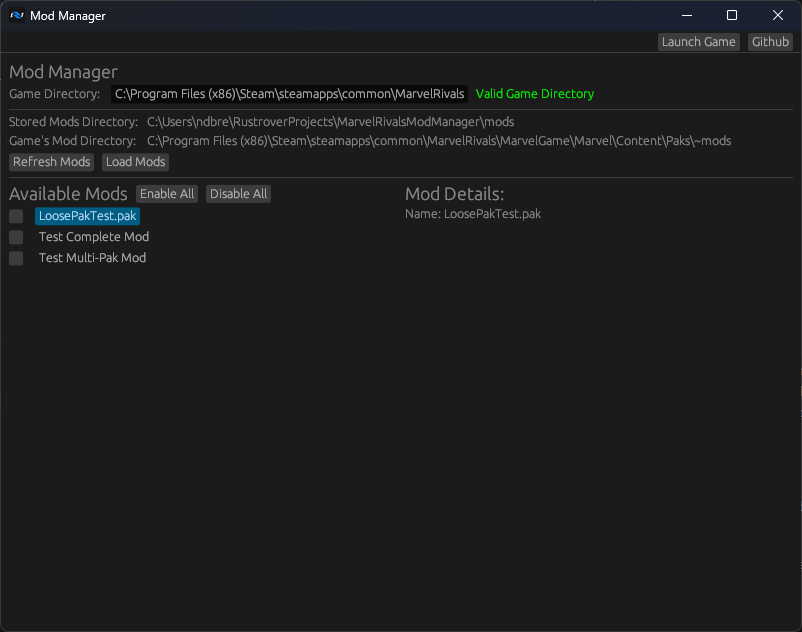 Mod Manager
Launch Game Github
Mod Manager
Game Directory: C:\Program Files (x86)\Steam\steamapps\common\MarvelRivals Valid Game Directory
Stored Mods Directory: C:\Users\ndbre\RustroverProjects\MarvelRivalsModManager\mods
Game's Mod Directory: C:\Program Files (x86)\Steam\steamapps\common\MarvelRivals\MarvelGame\Marvel\Content\Paks\~mods
Refresh Mods Load Mods
Available Mods Enable All Disable All
LoosePakTest.pak
Test Complete Mod
Test Multi-Pak Mod
Mod Details:
Name: LoosePakTest.pak